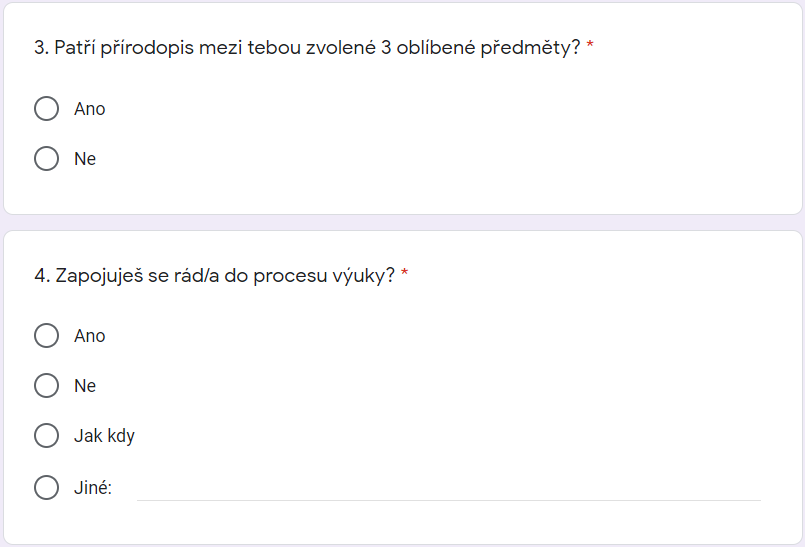 3. Patří přírodopis mezi tebou zvolené 3 oblíbené předměty? *
Ano
Ne
4. Zapojuješ se rád/a do procesu výuky? *
Ano
Ne
Jak kdy
Jiné: